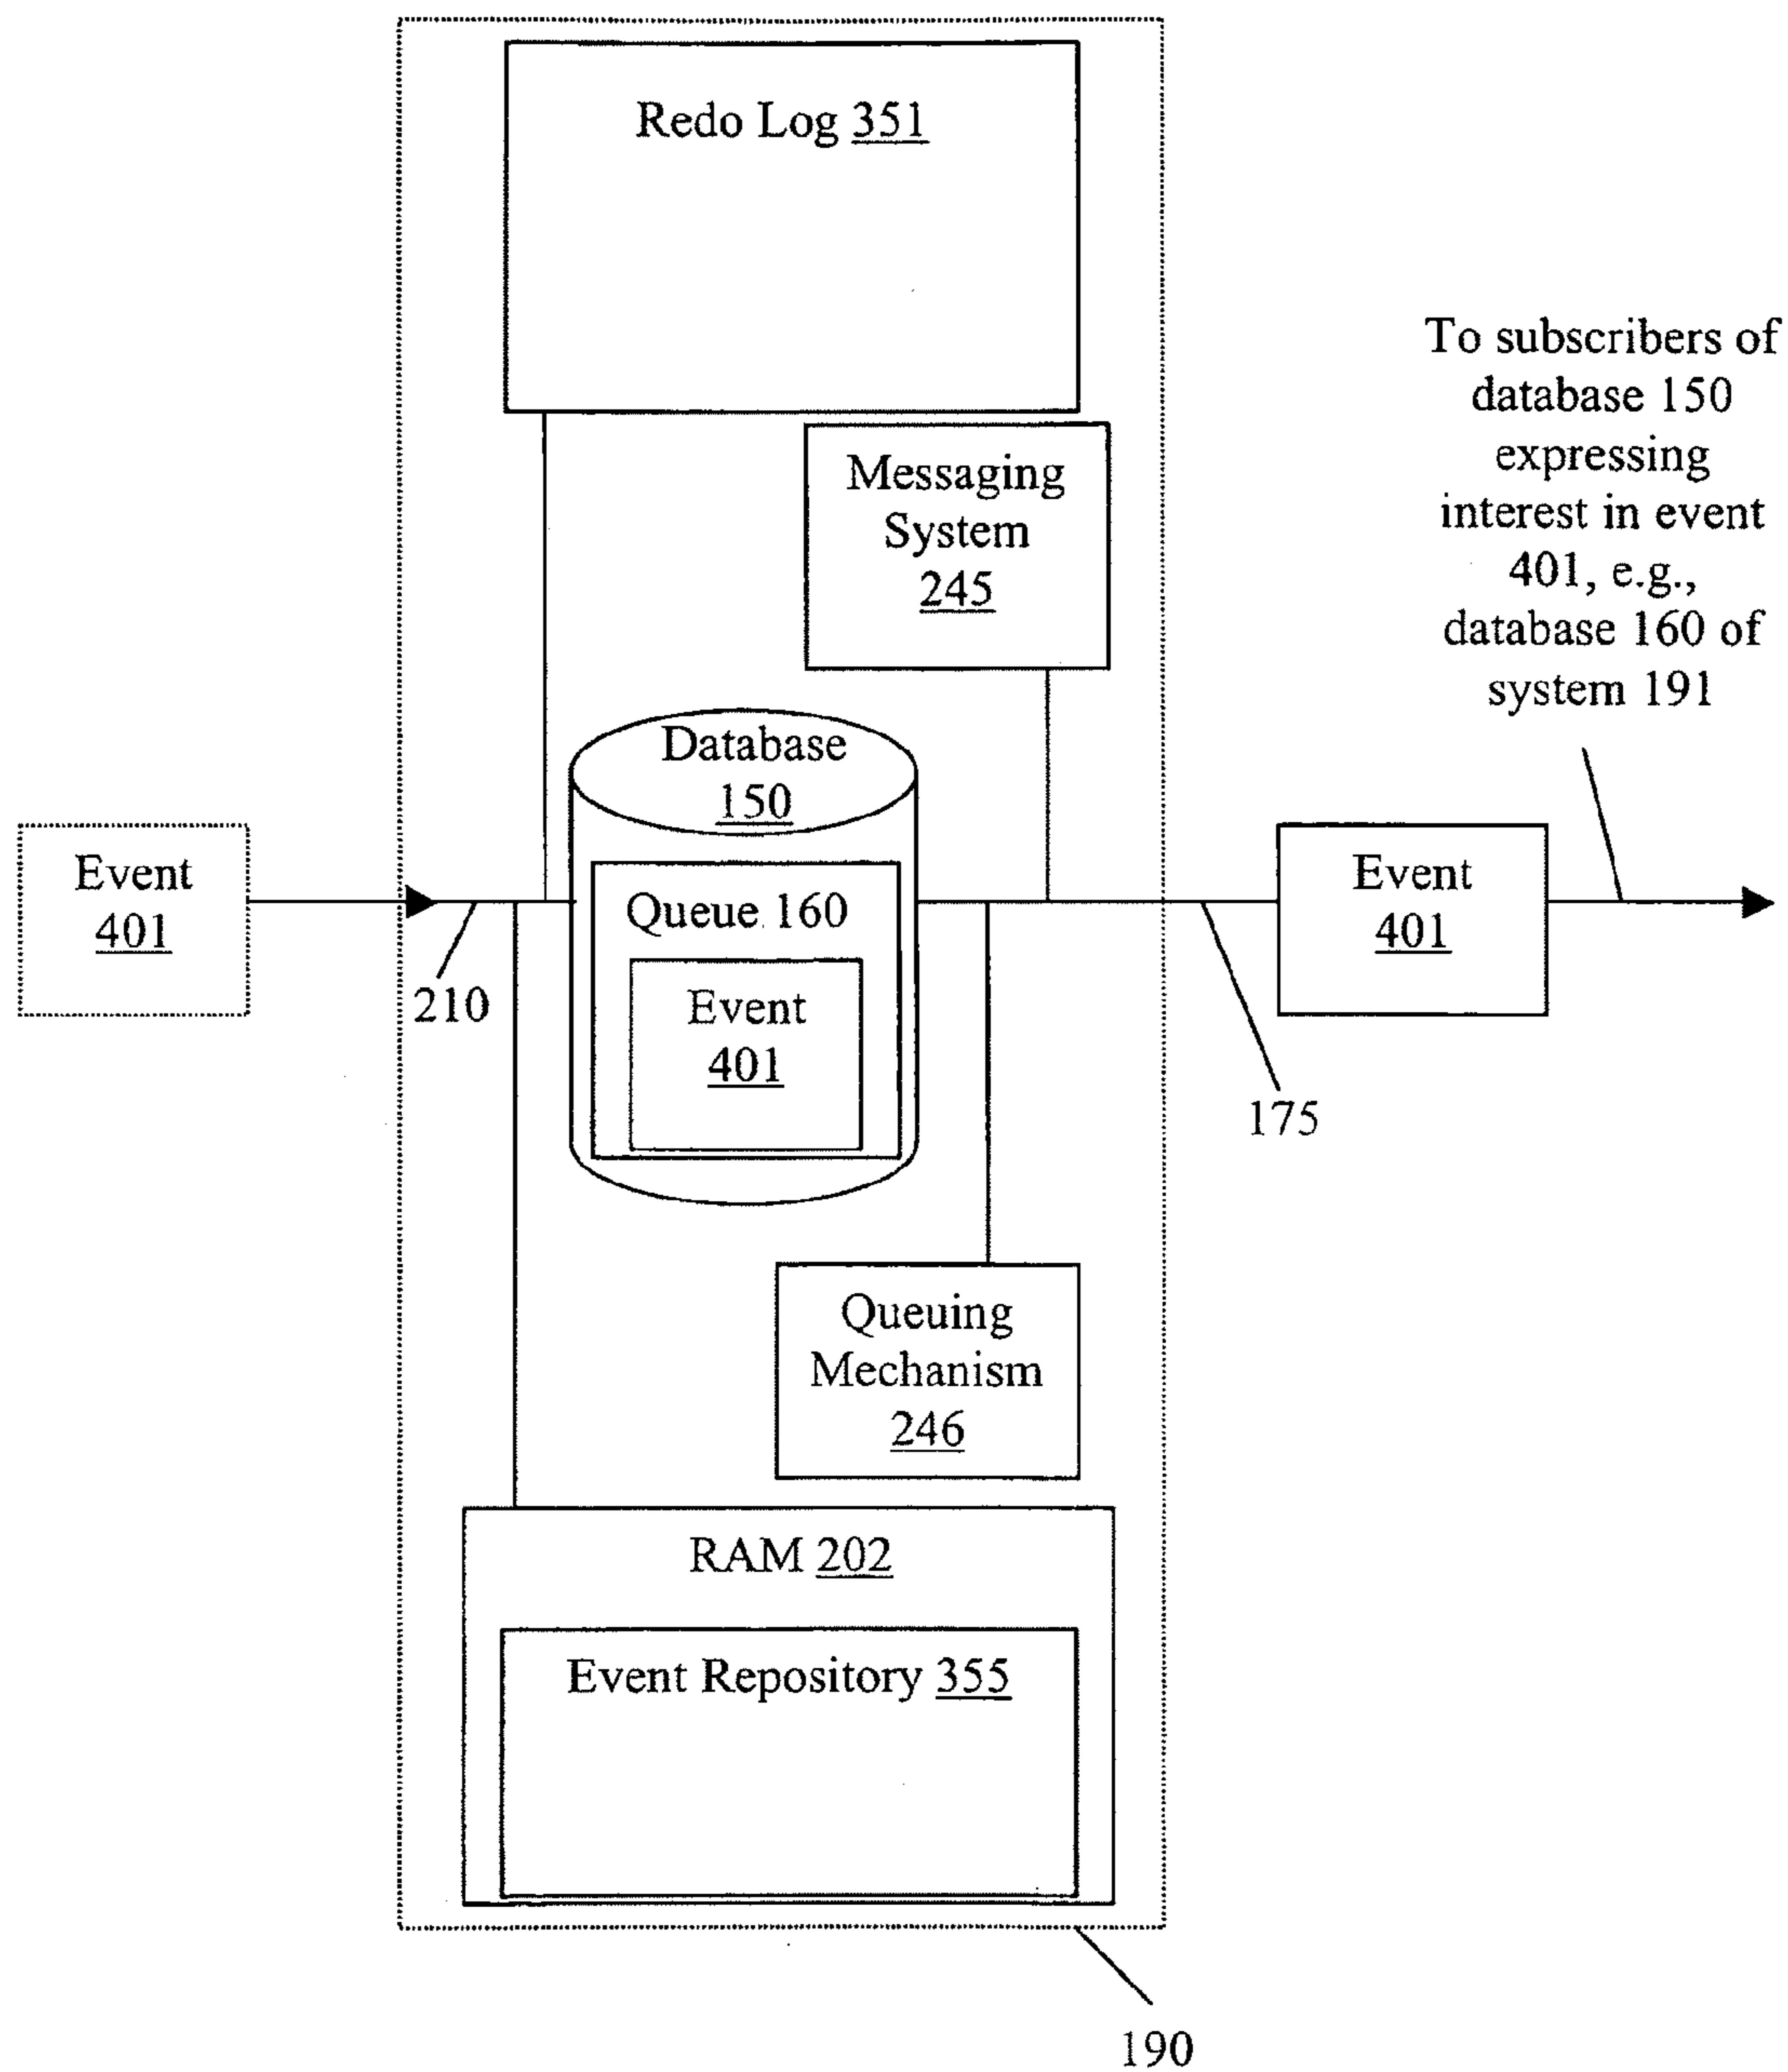 Redo Log 351
Messaging
System
245
To subscribers of
database 150
expressing
interest in event
401, e.g.,
database 160 of
system 191
Database
150
Event
401
Queue 160
Event
401
Event
401
210
175
Queuing
Mechanism
246
RAM 202
Event Repository 355
190